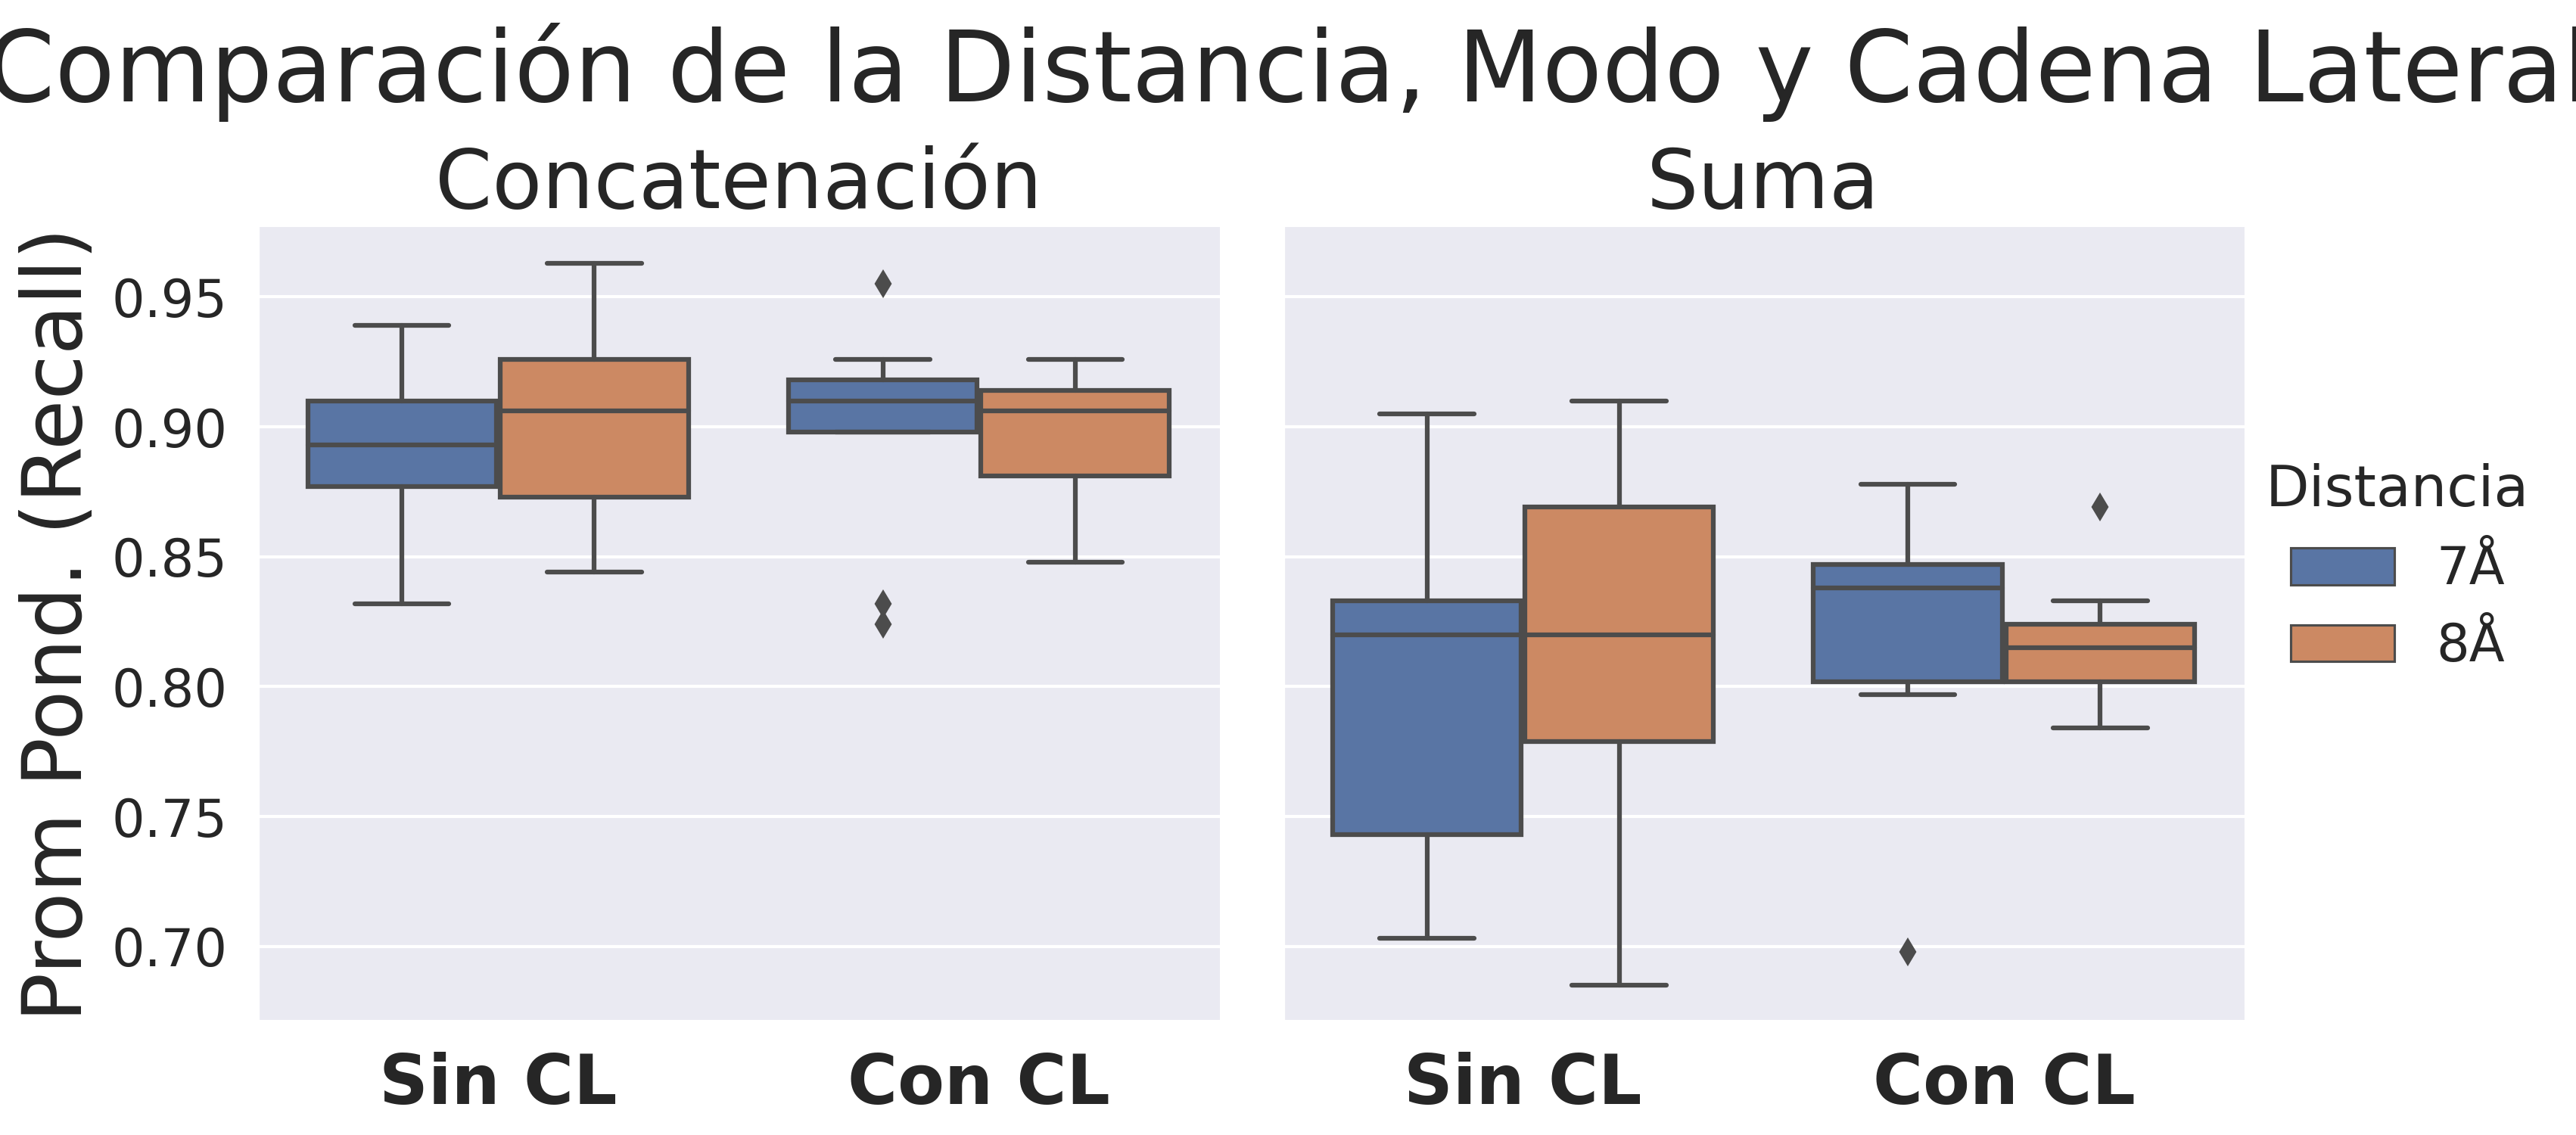 Comparación de la Distancia, Modo y Cadena Lateral
Concatenación
Suma
Prom Pond. (Recall)
0.95
0.90
0.85
0.80
0.75
0.70
Sin CL
Con CL
Sin CL
Con CL
Distancia
7Å
8Å